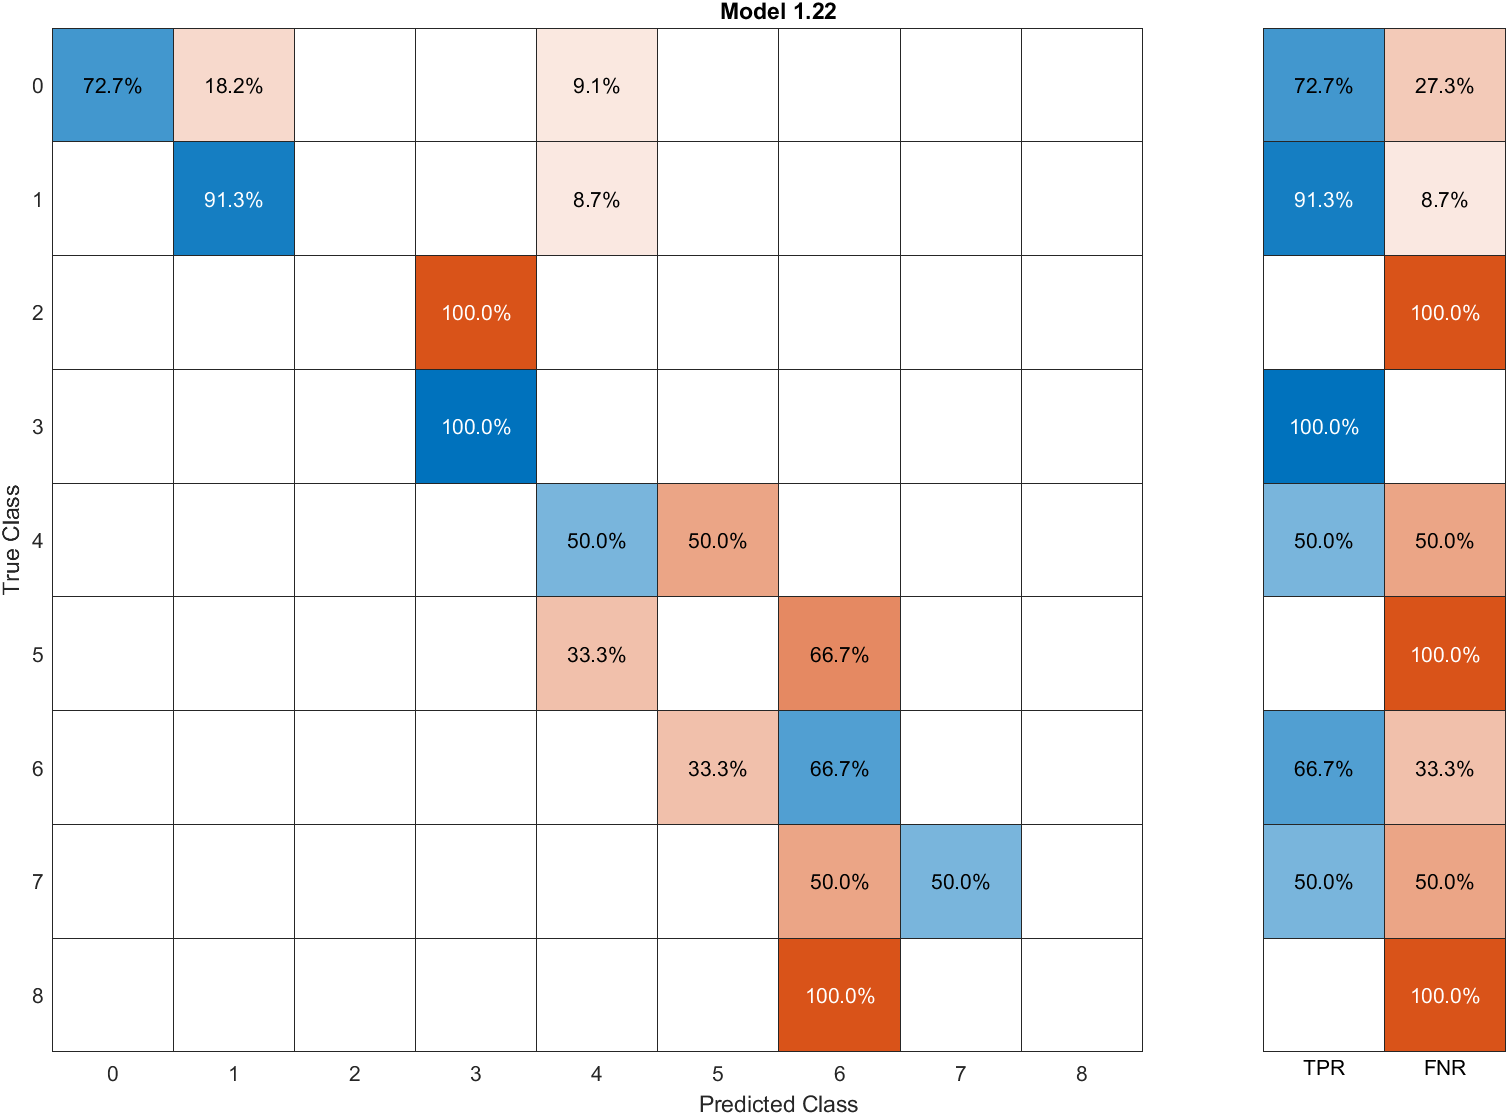 Model 1.22
0 72.7% 18.2% 9.1% 72.7% 27.3%
1 91.3% 8.7% 91.3% 8.7%
2 100.0% 100.0%
3 100.0% 100.0%
4 50.0% 50.0% 50.0% 50.0%
5 33.3% 66.7% 100.0%
6 33.3% 66.7% 66.7% 33.3%
7 50.0% 50.0% 50.0% 50.0%
8 100.0% 100.0%
True Class
0 1 2 3 4 5 6 7 8 TPR FNR
Predicted Class